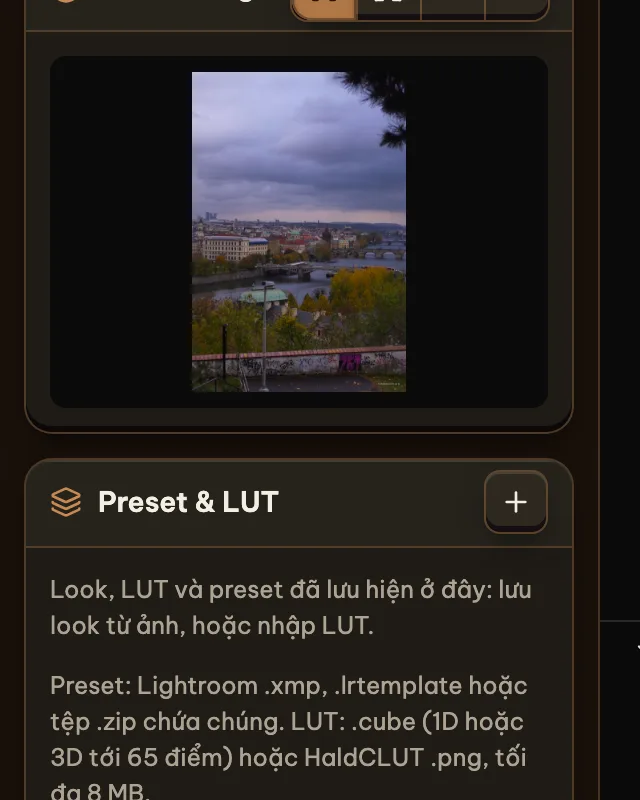 Preset & LUT
Look, LUT và preset đã lưu hiện ở đây: lưu
look từ ảnh, hoặc nhập LUT.
Preset: Lightroom .xmp, .lrtemplate hoặc
tệp .zip chứa chúng. LUT: .cube (1D hoặc
3D tới 65 điểm) hoặc HaldCLUT .png, tối
đa 8 MB.